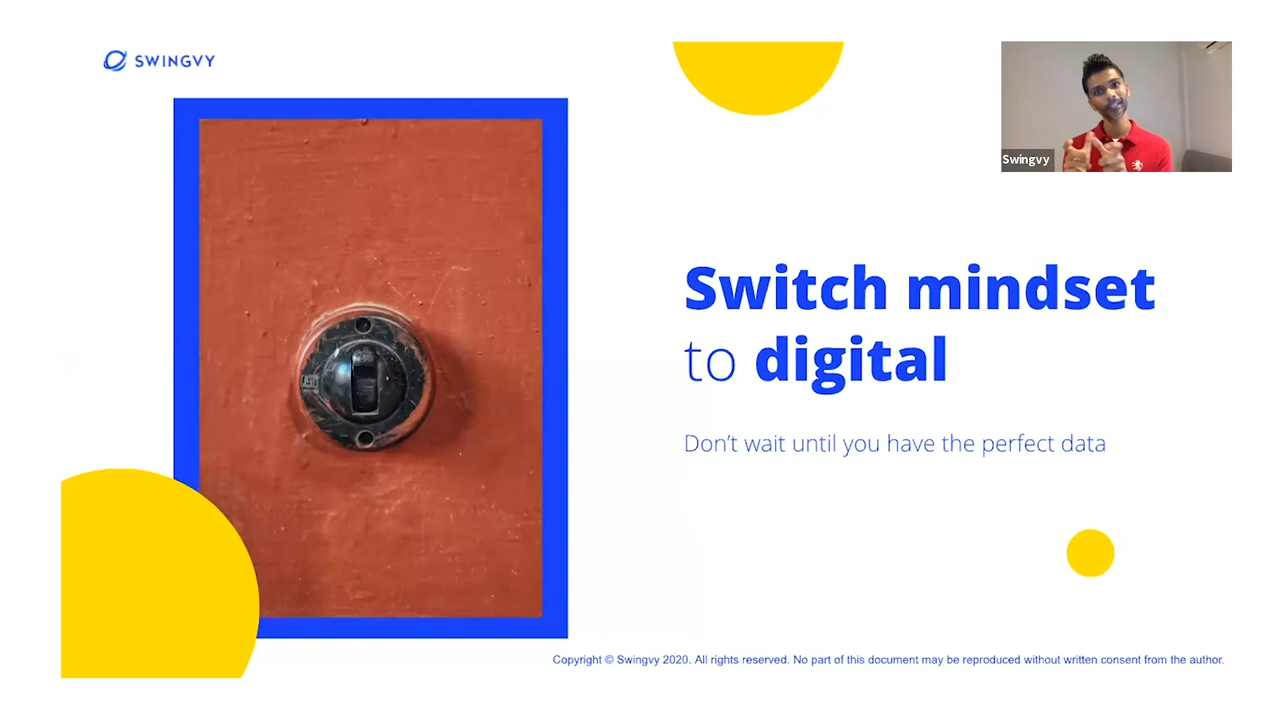 SWINGVY
Swingvy
Switch mindset
to digital
Don't wait until you have the perfect data
Copyright © Swingvy 2020. All rights reserved. No part of this document may be reproduced without written consent from the author.